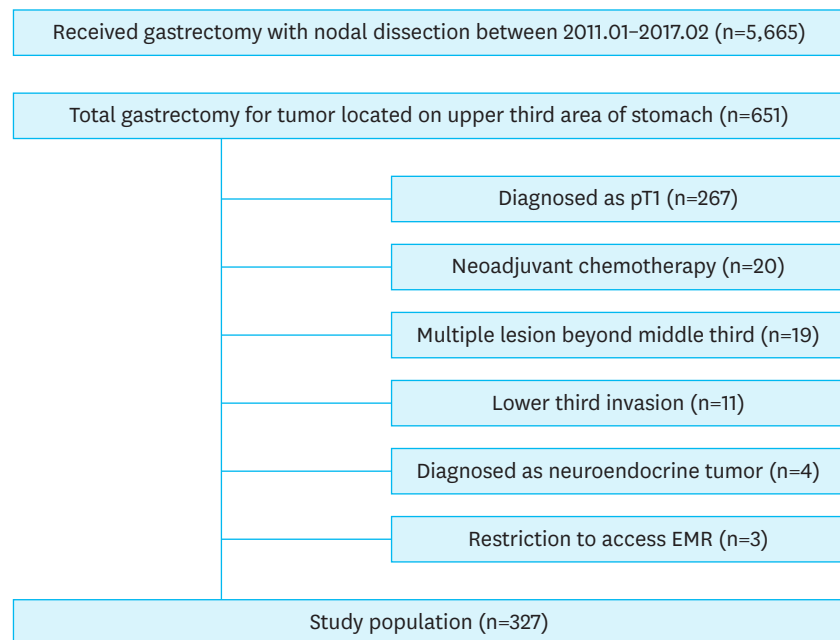 Received gastrectomy with nodal dissection between 2011.01–2017.02 (n=5,665)
Total gastrectomy for tumor located on upper third area of stomach (n=651)
Diagnosed as pT1 (n=267)
Neoadjuvant chemotherapy (n=20)
Multiple lesion beyond middle third (n=19)
Lower third invasion (n=11)
Diagnosed as neuroendocrine tumor (n=4)
Restriction to access EMR (n=3)
Study population (n=327)